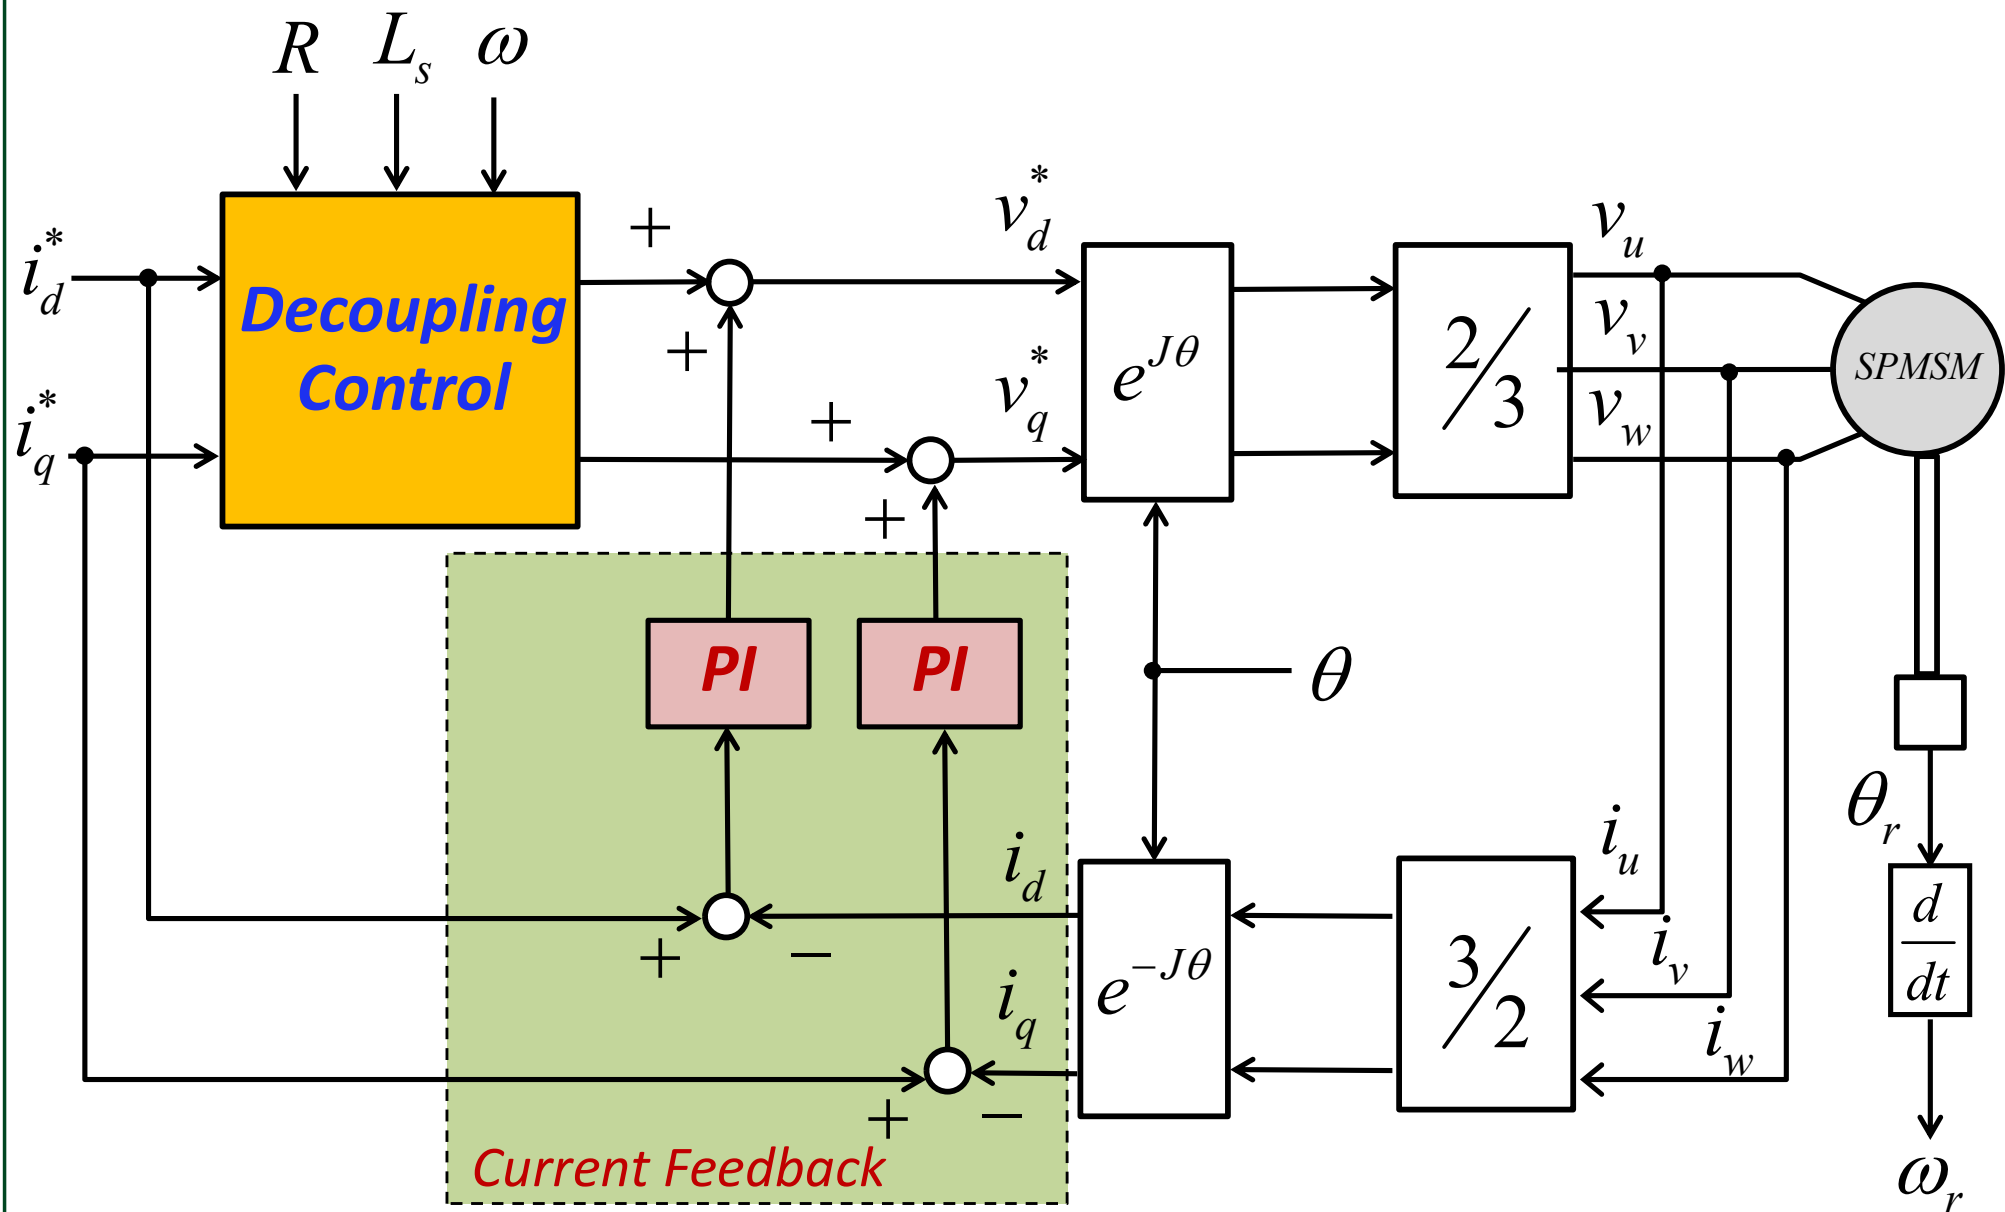 R L_s ω
i_d^*
i_q^*
Decoupling
Control
+
+
+
+
v_d^*
v_q^*
e^{Jθ}
2/3
v_u
v_v
v_w
SPMSM
PI
PI
θ
θ_r
d/dt
ω_r
i_u
i_v
i_w
3/2
e^{-Jθ}
i_d
i_q
+
−
+
−
Current Feedback